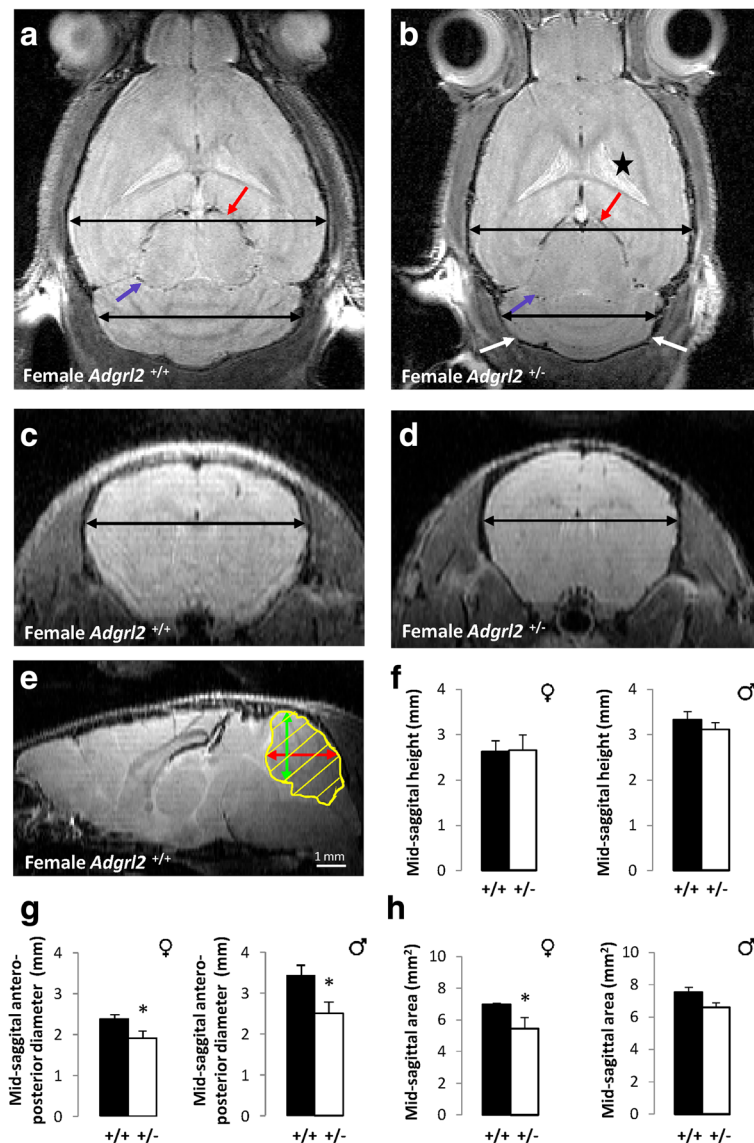 a
b
Female Adgrl2 +/+
Female Adgrl2 +/-
c
d
Female Adgrl2 +/+
Female Adgrl2 +/-
e
Female Adgrl2 +/+
1 mm
f
Mid-saggital height (mm)
4
3
2
1
0
♀
+/+ +/-
Mid-saggital height (mm)
4
3
2
1
0
♂
+/+ +/-
g
Mid-saggital antero-
posterior diameter (mm)
4
3
2
1
0
♀
*
+/+ +/-
Mid-saggital antero-
posterior diameter (mm)
4
3
2
1
0
♂
*
+/+ +/-
h
Mid-sagittal area (mm²)
10
8
6
4
2
0
♀
*
+/+ +/-
Mid-sagittal area (mm²)
10
8
6
4
2
0
♂
+/+ +/-